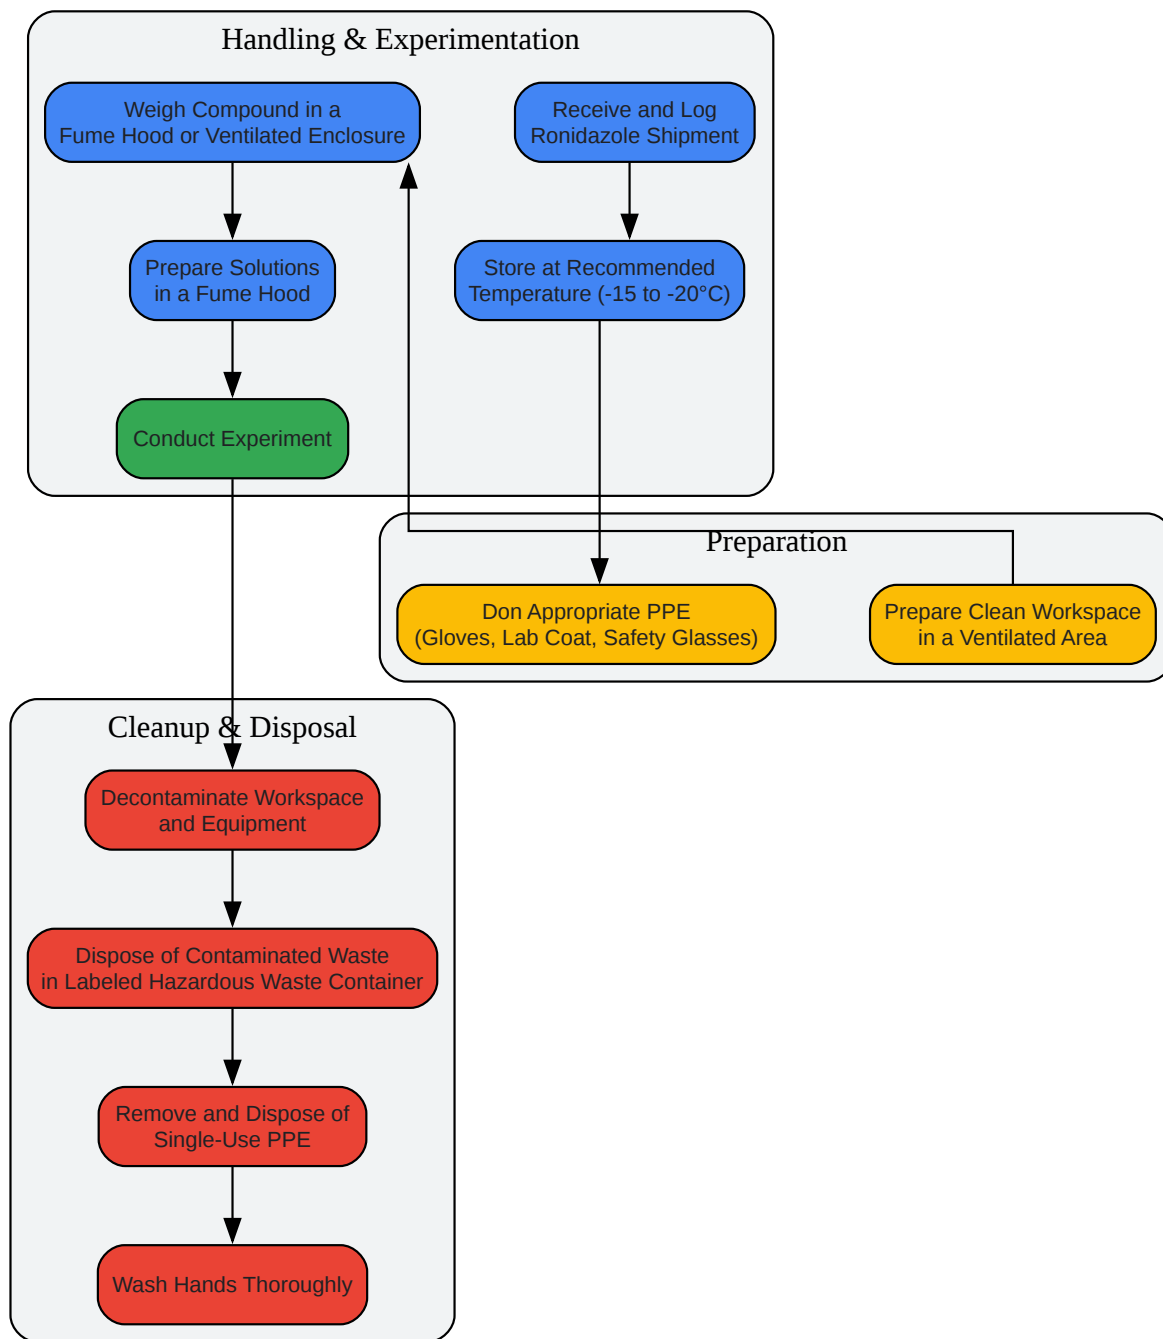 Handling & Experimentation
Weigh Compound in a
Fume Hood or Ventilated Enclosure
Receive and Log
Ronidazole Shipment
Prepare Solutions
in a Fume Hood
Store at Recommended
Temperature (-15 to -20°C)
Conduct Experiment
Preparation
Don Appropriate PPE
(Gloves, Lab Coat, Safety Glasses)
Prepare Clean Workspace
in a Ventilated Area
Cleanup & Disposal
Decontaminate Workspace
and Equipment
Dispose of Contaminated Waste
in Labeled Hazardous Waste Container
Remove and Dispose of
Single-Use PPE
Wash Hands Thoroughly